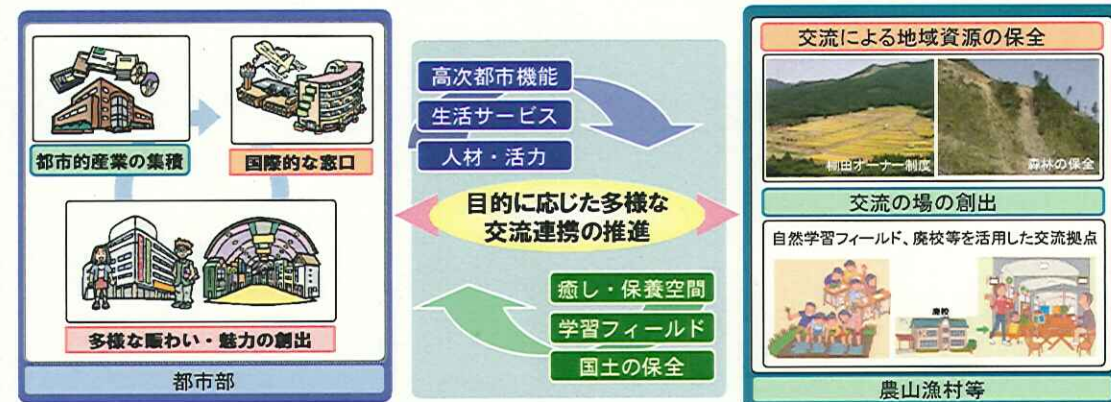 都市的産業の集積
国際的な窓口
多様な賑わい・魅力の創出
都市部
高次都市機能
生活サービス
人材・活力
目的に応じた多様な
交流連携の推進
癒し・保養空間
学習フィールド
国土の保全
交流による地域資源の保全
棚田オーナー制度
森林の保全
交流の場の創出
自然学習フィールド、廃校等を活用した交流拠点
廃校
農山漁村等